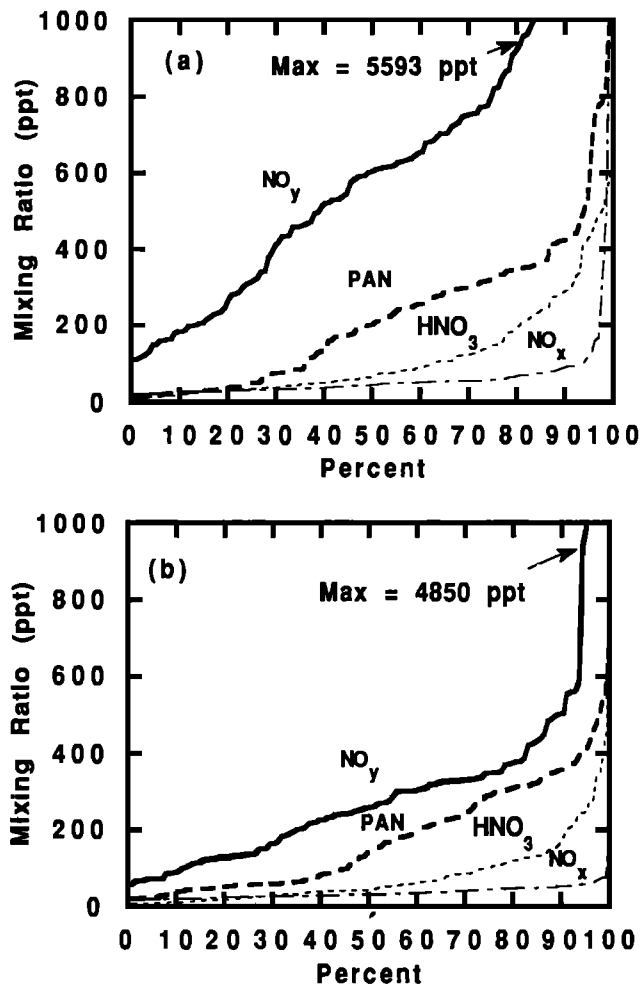 1000
(a)
Max = 5593 ppt
800
600
NOy
400
PAN
HNO3
NOx
200
0
Mixing Ratio (ppt)
0 10 20 30 40 50 60 70 80 90 100
Percent
1000
(b)
Max = 4850 ppt
800
600
400
NOy
PAN
HNO3
200
NOx
0
Mixing Ratio (ppt)
0 10 20 30 40 50 60 70 80 90 100
Percent